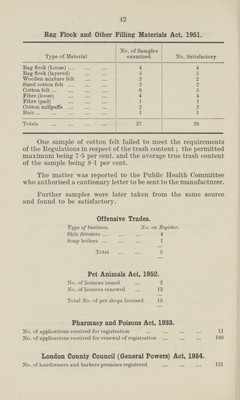 42
Rag Flock and Other Filling Materials Act, 1951.
Type of Material No. of Samples examined No. Satisfactory
Rag flock (Loose) ... ... ... 4 4
Rag flock (layered) ... ... 5 5
Woollen mixture felt ... ... 2 2
Sized cotton felt ... ... ... 2 2
Cotton felt ... ... ... ... 6 5
Fibre (loose) ... ... ... 4 4
Fibre (pad) ... ... ... 1 1
Cotton millpuffs ... ... ... 2 2
Hair ... ... ... ... 1 1
Totals ... ... ... 27 26
One sample of cotton felt failed to meet the requirements
of the Regulations in respect of the trash content ; the permitted
maximum being 7·5 per cent. and the average true trash content
of the sample being 8·1 per cent.
The matter was reported to the Public Health Committee
who authorised a cautionary letter to be sent to the manufacturer.
Further samples were later taken from the same source
and found to be satisfactory.
Offensive Trades.
Type of business. No. on Register.
Skin dressers ... ... ... 4
Soap boilers ... ... ... 1
Total ... ... 5
Pet Animals Act, 1952.
No. of licences issued ... 2
No. of licences renewed ... 13
Total No. of pet shops licensed 15
Pharmacy and Poisons Act, 1933.
No. of applications received for registration ... ... ... ... 11
No. of applications received for renewal of registration ... ... ... 180
London County Council (General Powers) Act, 1954.
No. of hairdressers and barbers premises registered ... ... ... 121